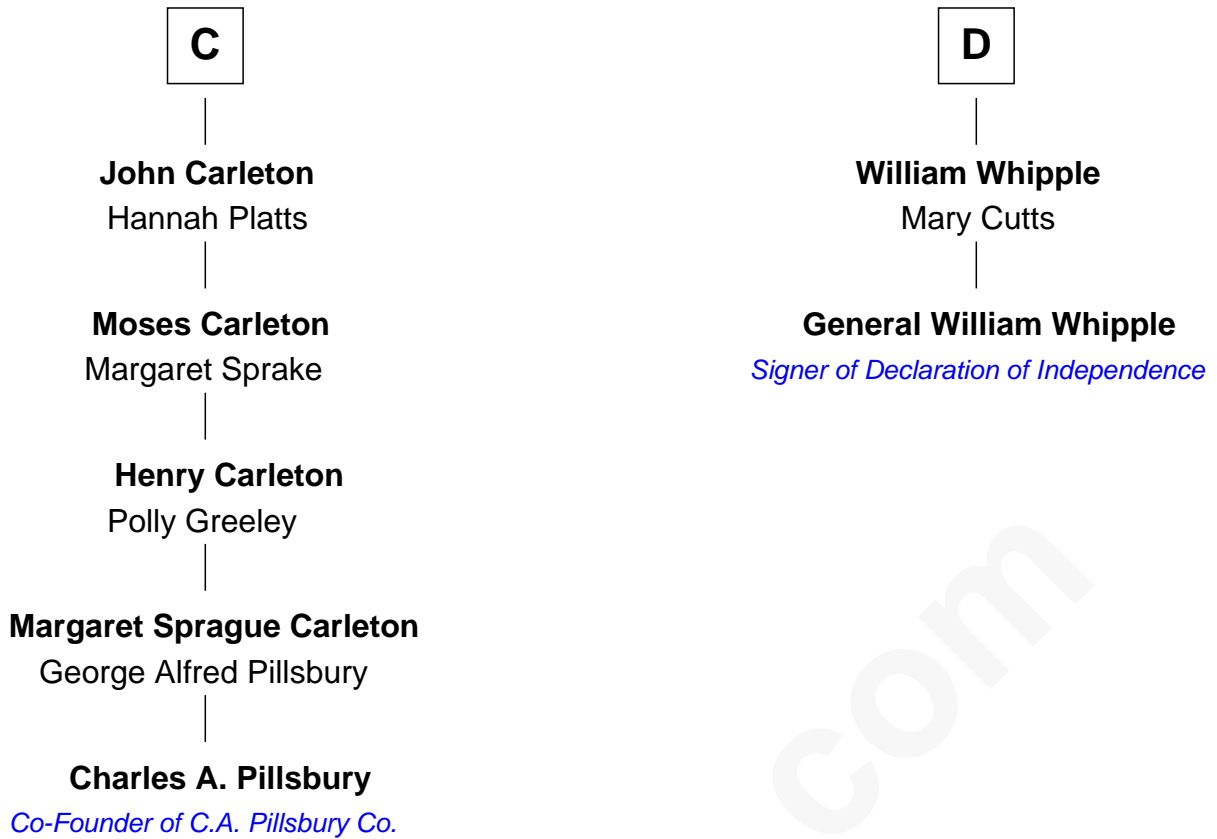 C
John Carleton
Hannah Platts
Moses Carleton
Margaret Sprake
Henry Carleton
Polly Greeley
Margaret Sprague Carleton
George Alfred Pillsbury
Charles A. Pillsbury
Co-Founder of C.A. Pillsbury Co.
D
William Whipple
Mary Cutts
General William Whipple
Signer of Declaration of Independence
com